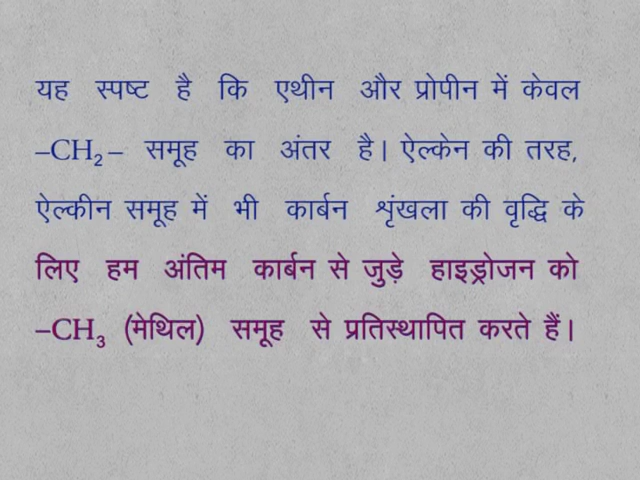 यह स्पष्ट है कि एथीन और प्रोपीन में केवल
–CH₂– समूह का अंतर है। ऐल्केन की तरह,
ऐल्कीन समूह में भी कार्बन शृंखला की वृद्धि के
लिए हम अंतिम कार्बन से जुड़े हाइड्रोजन को
–CH₃ (मेथिल) समूह से प्रतिस्थापित करते हैं।